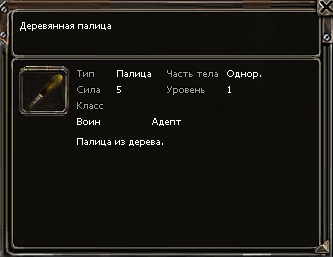 Деревянная палица
Тип Палица Часть тела Однор.
Сила 5 Уровень 1
Класс
Воин Адепт
Палица из дерева.